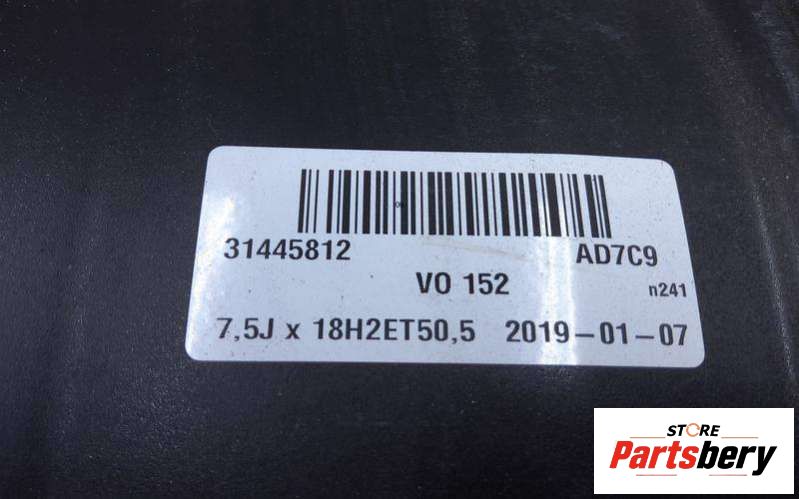 31445812 AD7C9
VO 152 n241
7,5J x 18H2ET50,5 2019-01-07
STORE
Partsbery